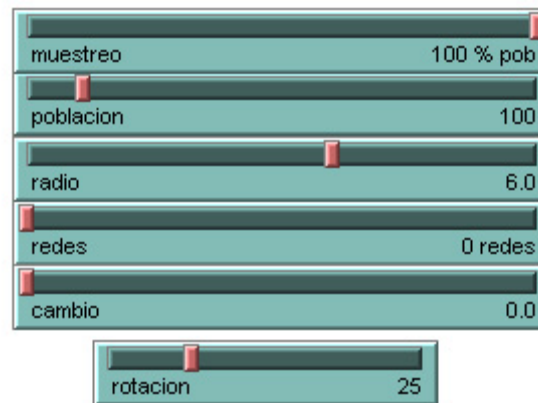 muestreo 100 % pob
poblacion 100
radio 6.0
redes 0 redes
cambio 0.0
rotacion 25